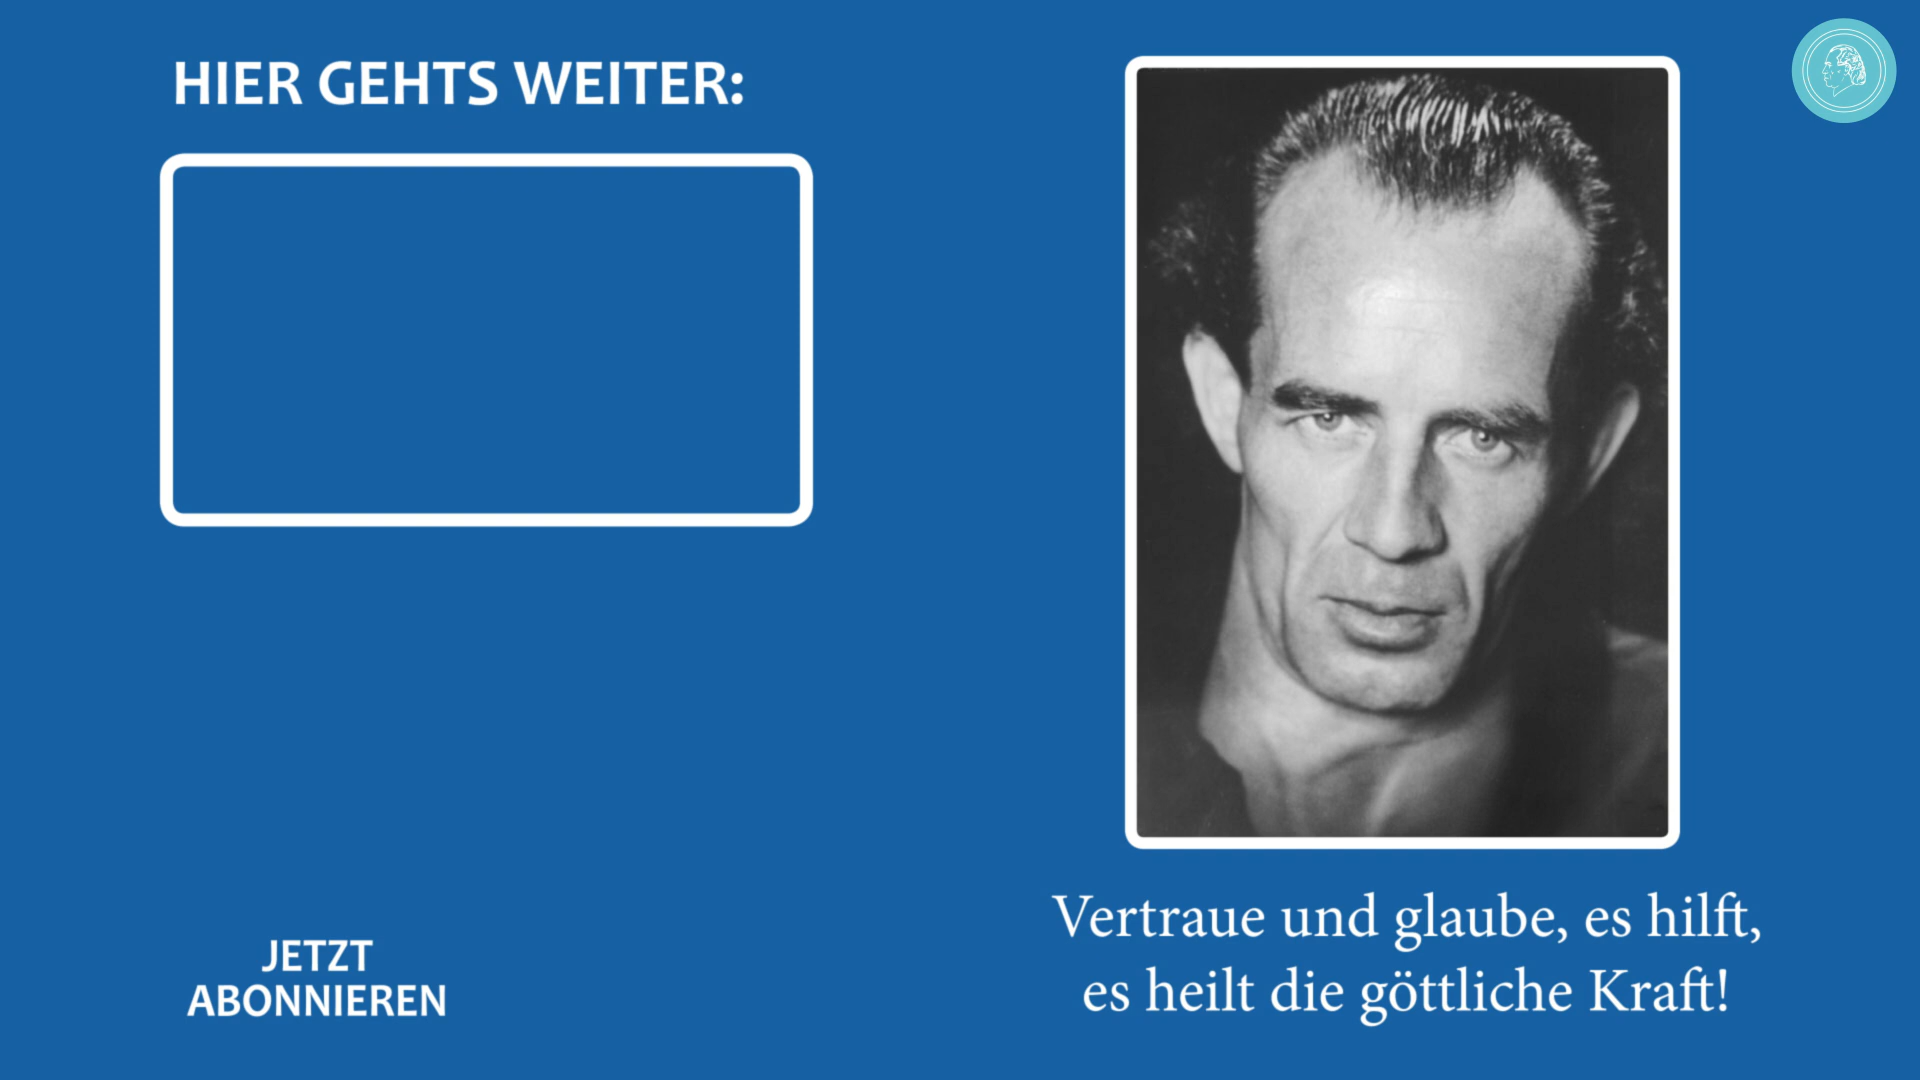 HIER GEHTS WEITER:
JETZT
ABONNIEREN
Vertraue und glaube, es hilft,
es heilt die göttliche Kraft!